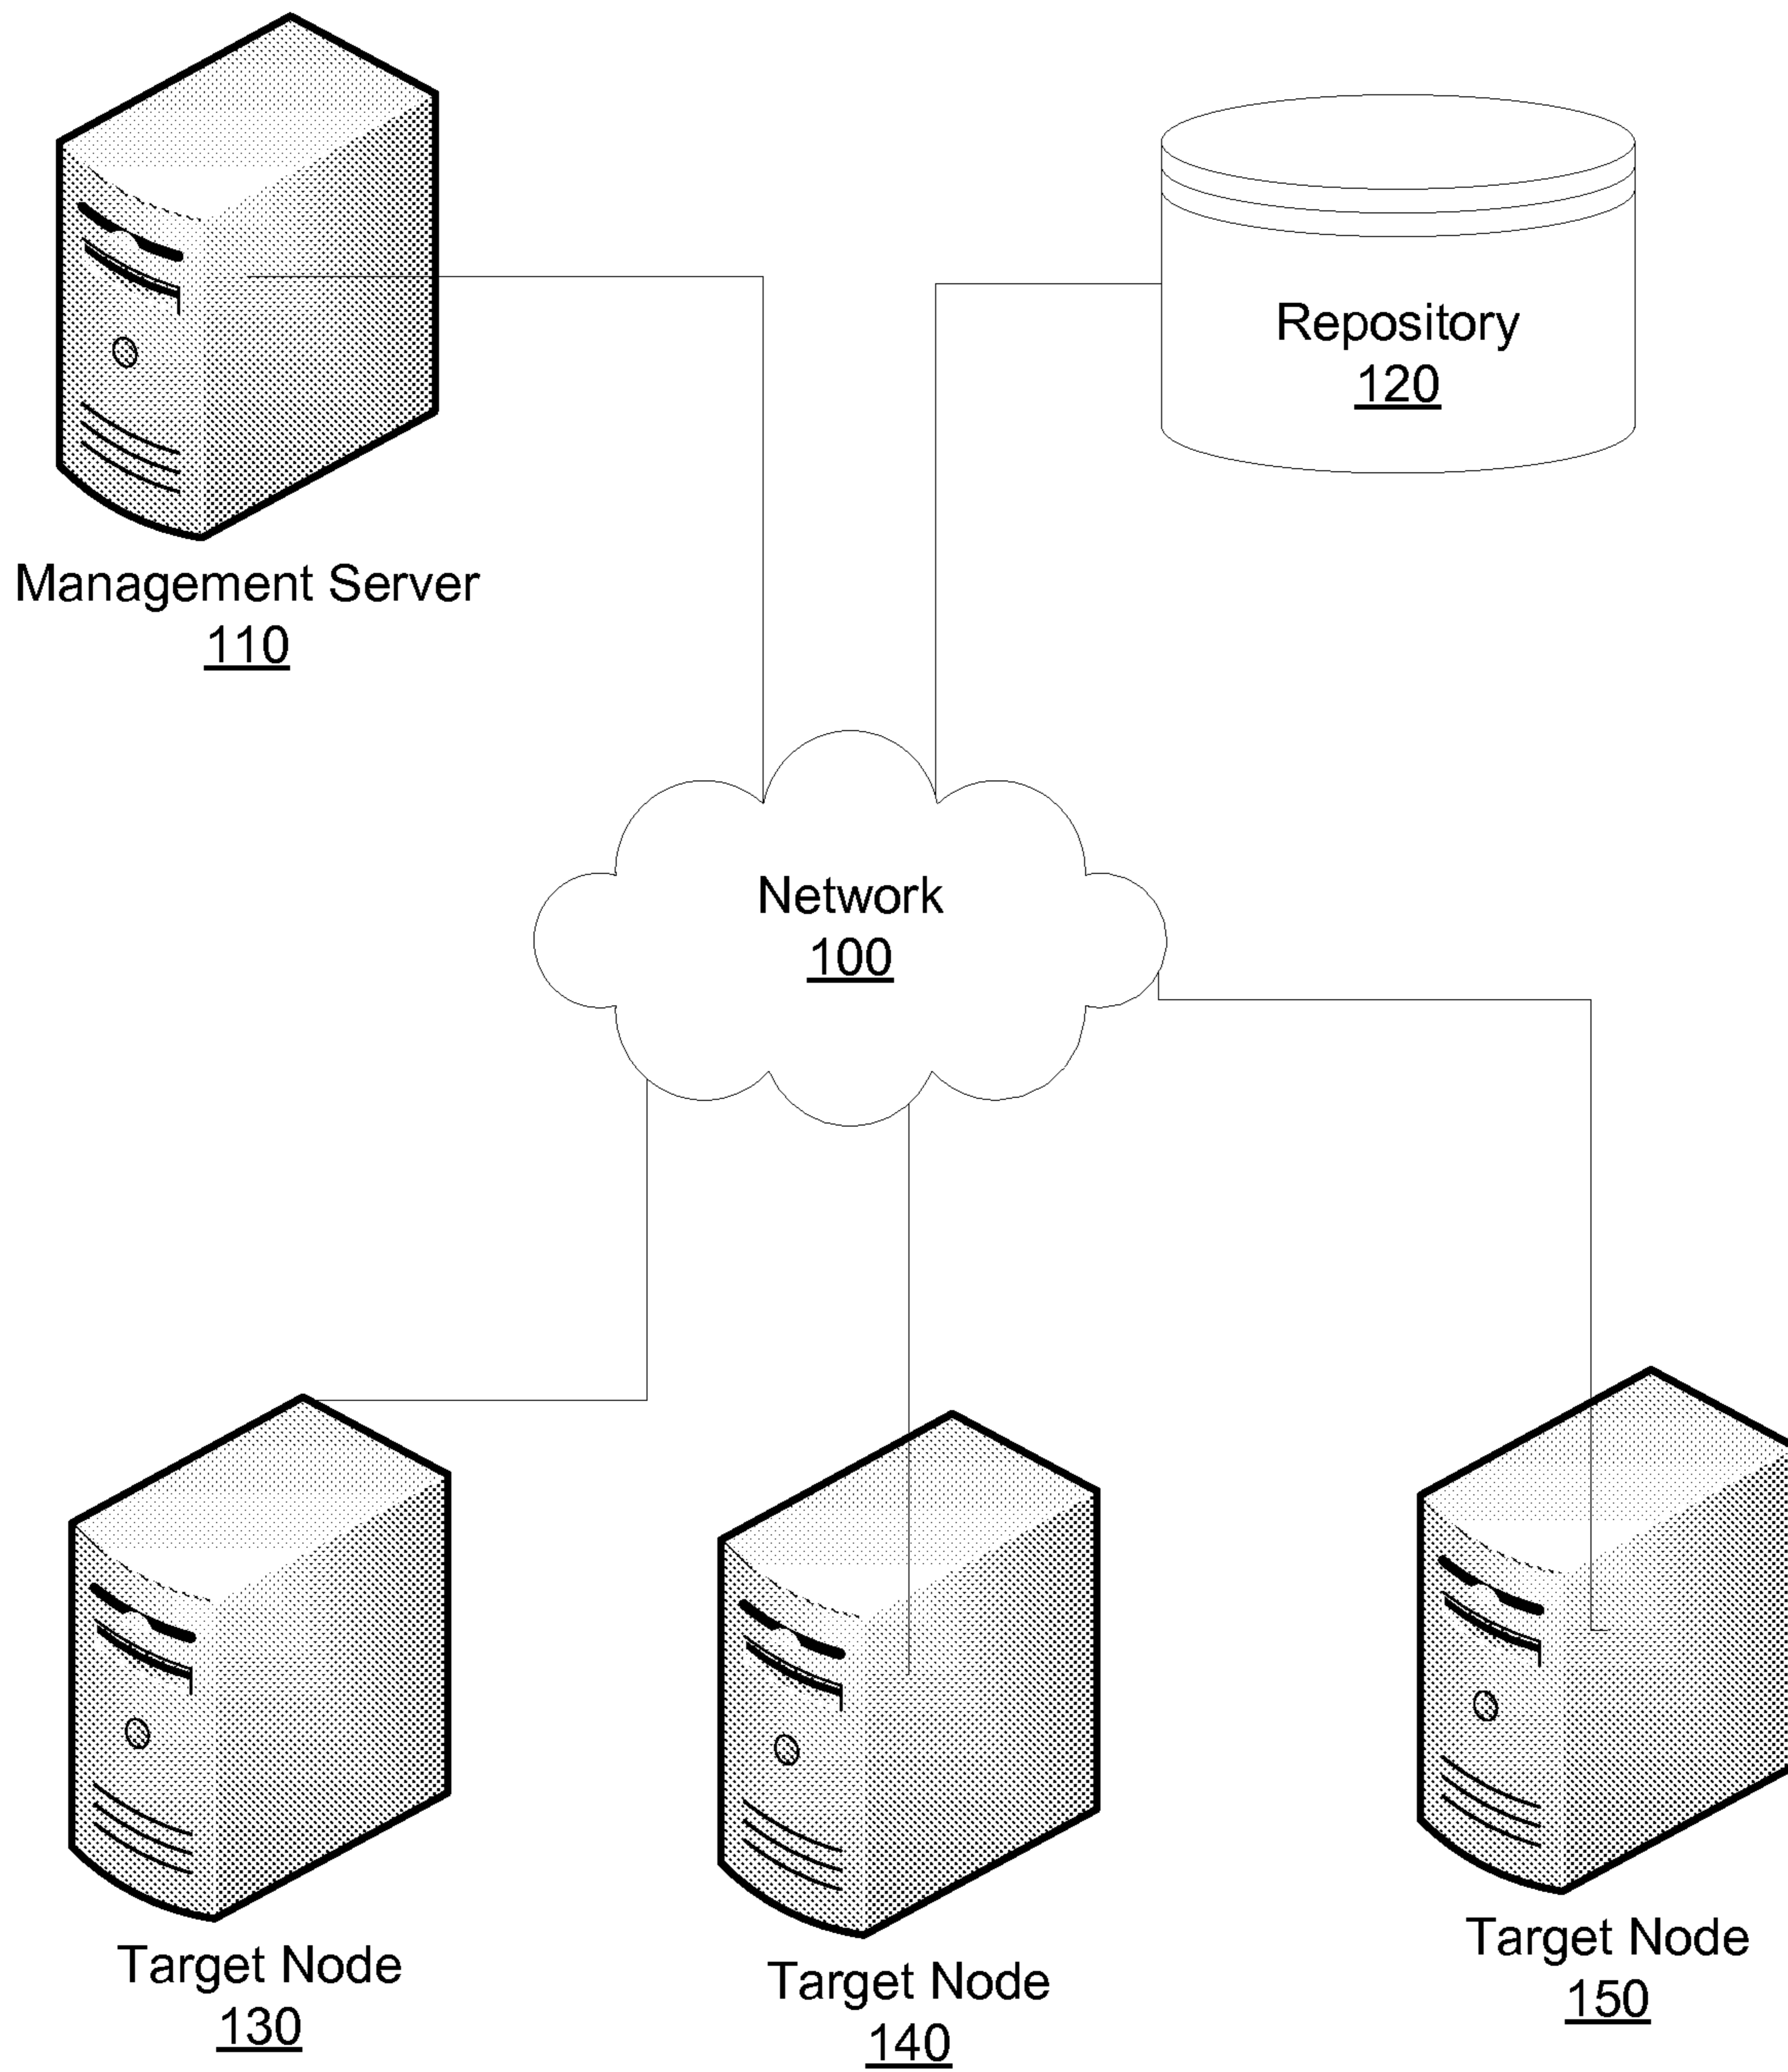 Management Server
110
Repository
120
Network
100
Target Node
130
Target Node
140
Target Node
150